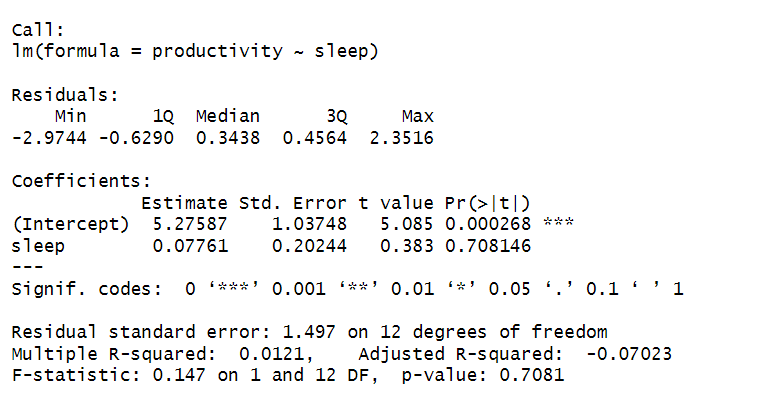 Call:
lm(formula = productivity ~ sleep)
Residuals:
    Min      1Q  Median      3Q     Max
-2.9744 -0.6290  0.3438  0.4564  2.3516
Coefficients:
            Estimate Std. Error t value Pr(>|t|)
(Intercept)  5.27587    1.03748   5.085 0.000268 ***
sleep        0.07761    0.20244   0.383 0.708146
---
Signif. codes:  0 ‘***’ 0.001 ‘**’ 0.01 ‘*’ 0.05 ‘.’ 0.1 ‘ ’ 1
Residual standard error: 1.497 on 12 degrees of freedom
Multiple R-squared:  0.0121,    Adjusted R-squared:  -0.07023
F-statistic: 0.147 on 1 and 12 DF,  p-value: 0.7081